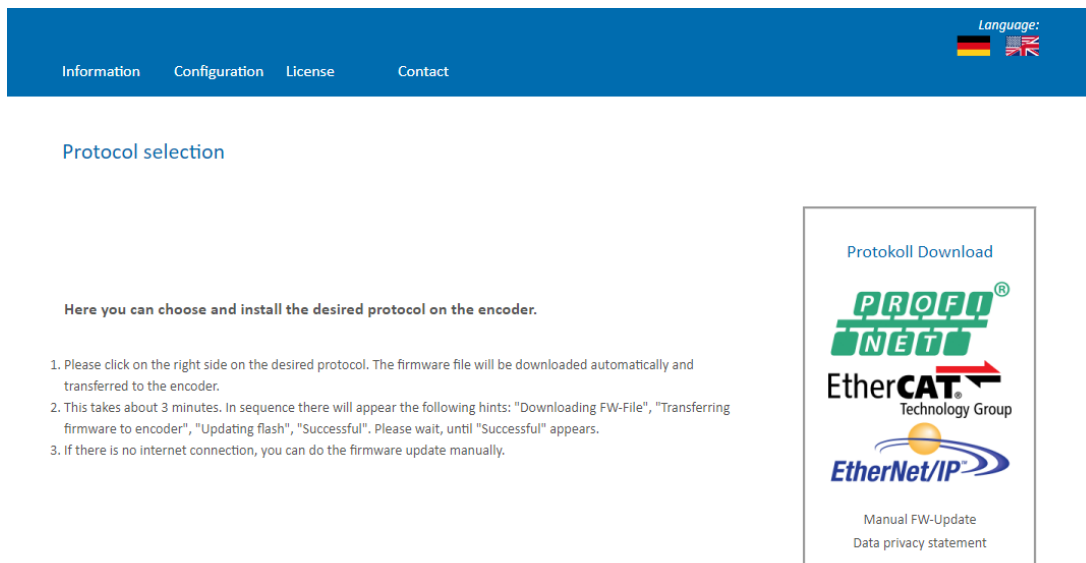 Language:
Information Configuration License Contact
Protocol selection
Protokoll Download
PROFI®
NET
EtherCAT®
Technology Group
EtherNet/IP™
Manual FW-Update
Data privacy statement
Here you can choose and install the desired protocol on the encoder.
1. Please click on the right side on the desired protocol. The firmware file will be downloaded automatically and
transferred to the encoder.
2. This takes about 3 minutes. In sequence there will appear the following hints: "Downloading FW-File", "Transferring
firmware to encoder", "Updating flash", "Successful". Please wait, until "Successful" appears.
3. If there is no internet connection, you can do the firmware update manually.